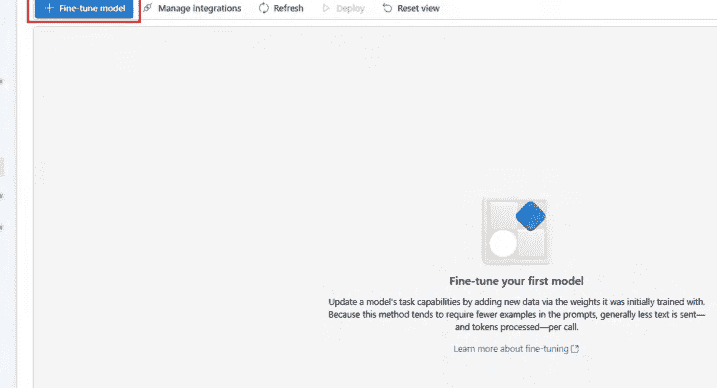 Fine-tune model Manage integrations Refresh Deploy Reset view
Fine-tune your first model
Update a model's task capabilities by adding new data via the weights it was initially trained with.
Because this method tends to require fewer examples in the prompts, generally less text is sent—
and tokens processed—per call.
Learn more about fine-tuning